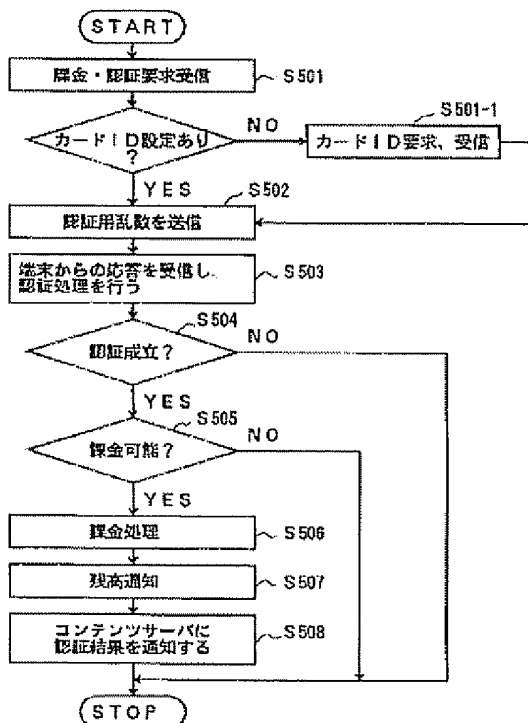 START
課金・認証要求受信
S501
カードID設定あり
?
NO
S501-1
カードID要求、受信
YES
S502
認証用乱数を送信
端末からの応答を受信し、
認証処理を行う
S503
S504
認証成立?
NO
YES
S505
課金可能?
NO
YES
課金処理
S506
残高通知
S507
コンテンツサーバに
認証結果を通知する
S508
STOP